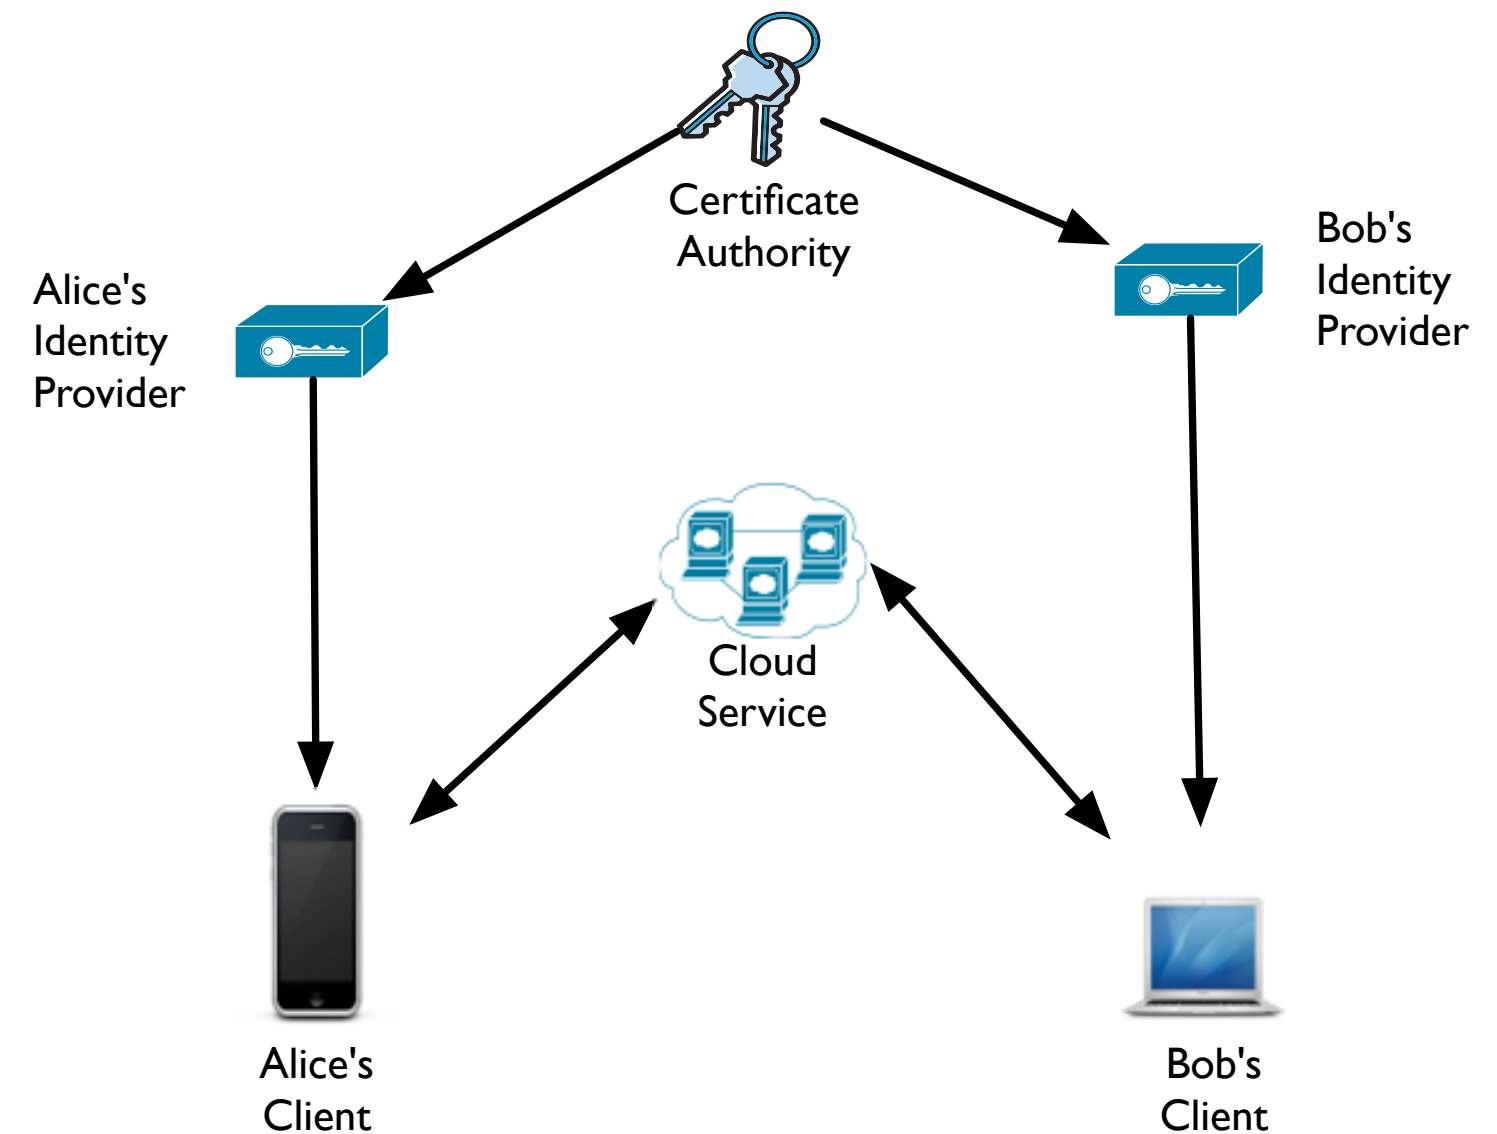 Certificate
Authority
Bob's
Identity
Provider
Alice's
Identity
Provider
Cloud
Service
Alice's
Client
Bob's
Client